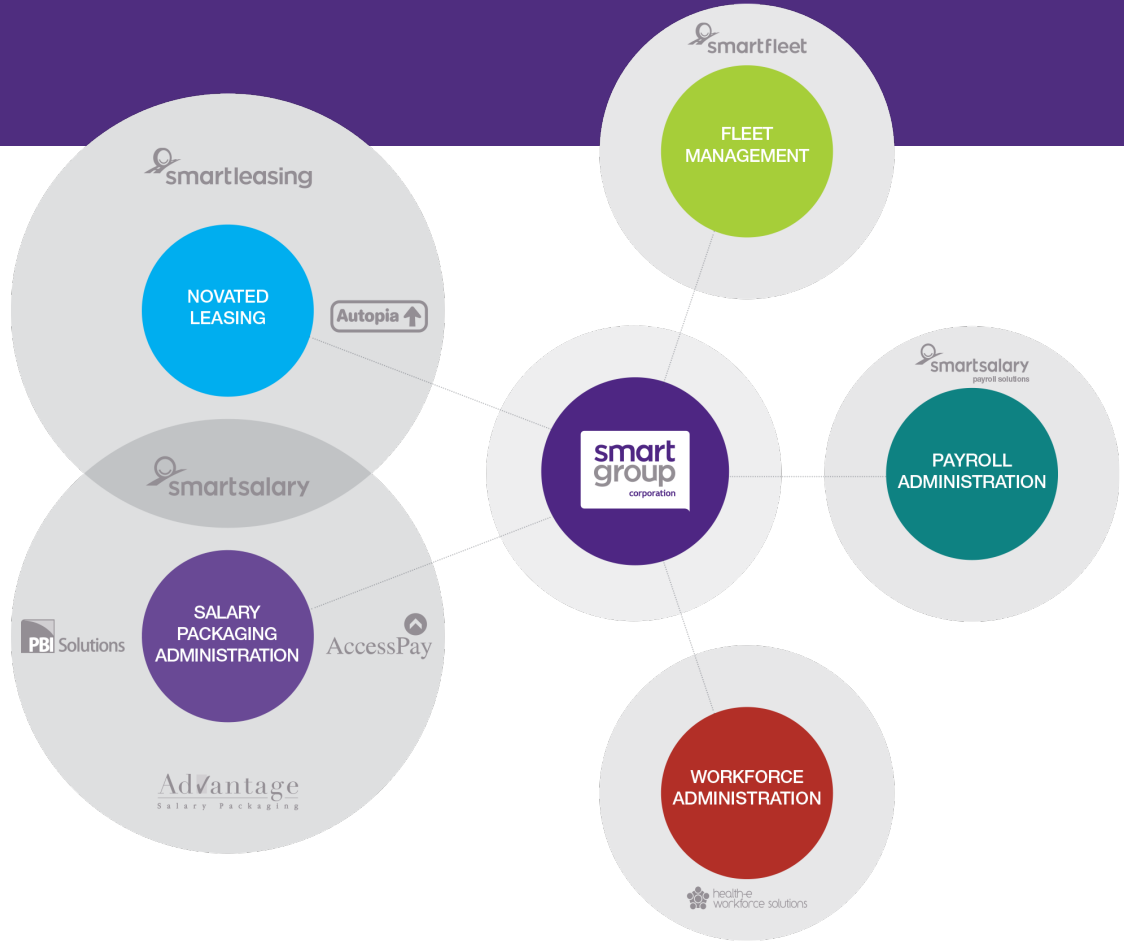 smartfleet
FLEET
MANAGEMENT
smartleasing
NOVATED
LEASING
Autopia
smartsalary
payroll solutions
PAYROLL
ADMINISTRATION
smart
group
corporation
smartsalary
SALARY
PACKAGING
ADMINISTRATION
PBI Solutions
AccessPay
Advantage
Salary Packaging
WORKFORCE
ADMINISTRATION
health-e
workforce solutions